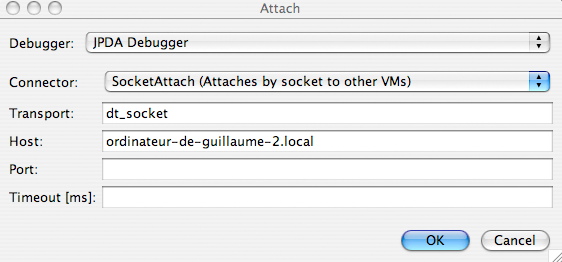 Attach
Debugger: JPDA Debugger
Connector: SocketAttach (Attaches by socket to other VMs)
Transport: dt_socket
Host: ordinateur-de-guillaume-2.local
Port:
Timeout [ms]:
OK Cancel